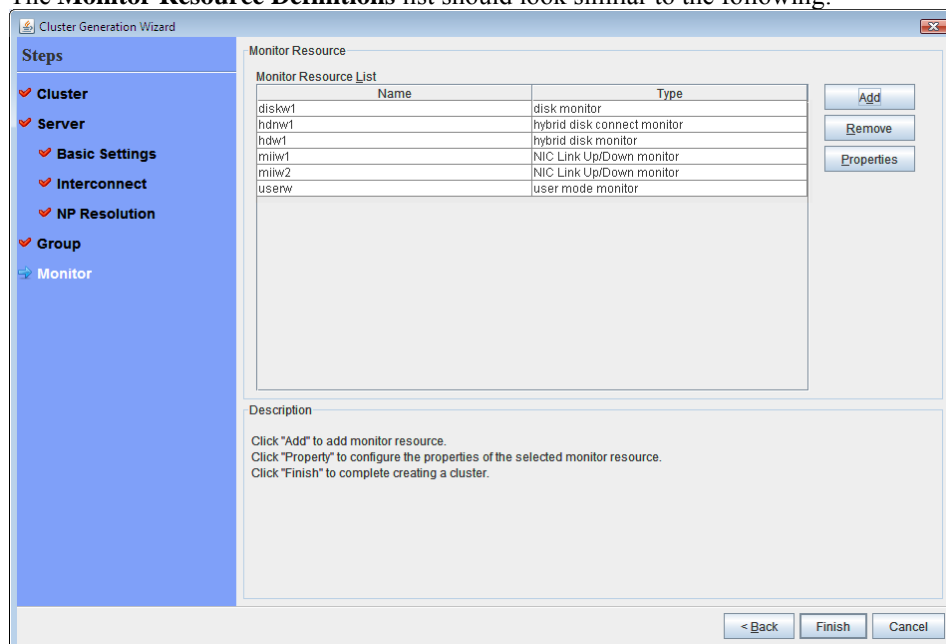 The Monitor Resource Definitions list should look similar to the following:
Cluster Generation Wizard
Steps
Cluster
Server
Basic Settings
Interconnect
NP Resolution
Group
Monitor
Monitor Resource
Monitor Resource List
Name Type
diskw1 disk monitor
hdnw1 hybrid disk connect monitor
hdw1 hybrid disk monitor
miiw1 NIC Link Up/Down monitor
miiw2 NIC Link Up/Down monitor
userw user mode monitor
Add
Remove
Properties
Description
Click "Add" to add monitor resource.
Click "Property" to configure the properties of the selected monitor resource.
Click "Finish" to complete creating a cluster.
< Back Finish Cancel